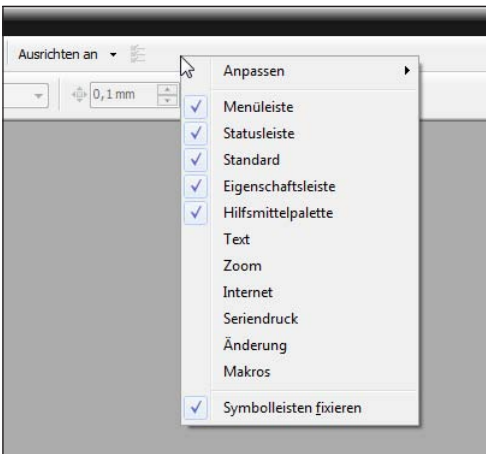 Ausrichten an
Anpassen
0,1 mm
Menüleiste
Statusleiste
Standard
Eigenschaftsleiste
Hilfsmittelpalette
Text
Zoom
Internet
Seriendruck
Änderung
Makros
Symbolleisten fixieren